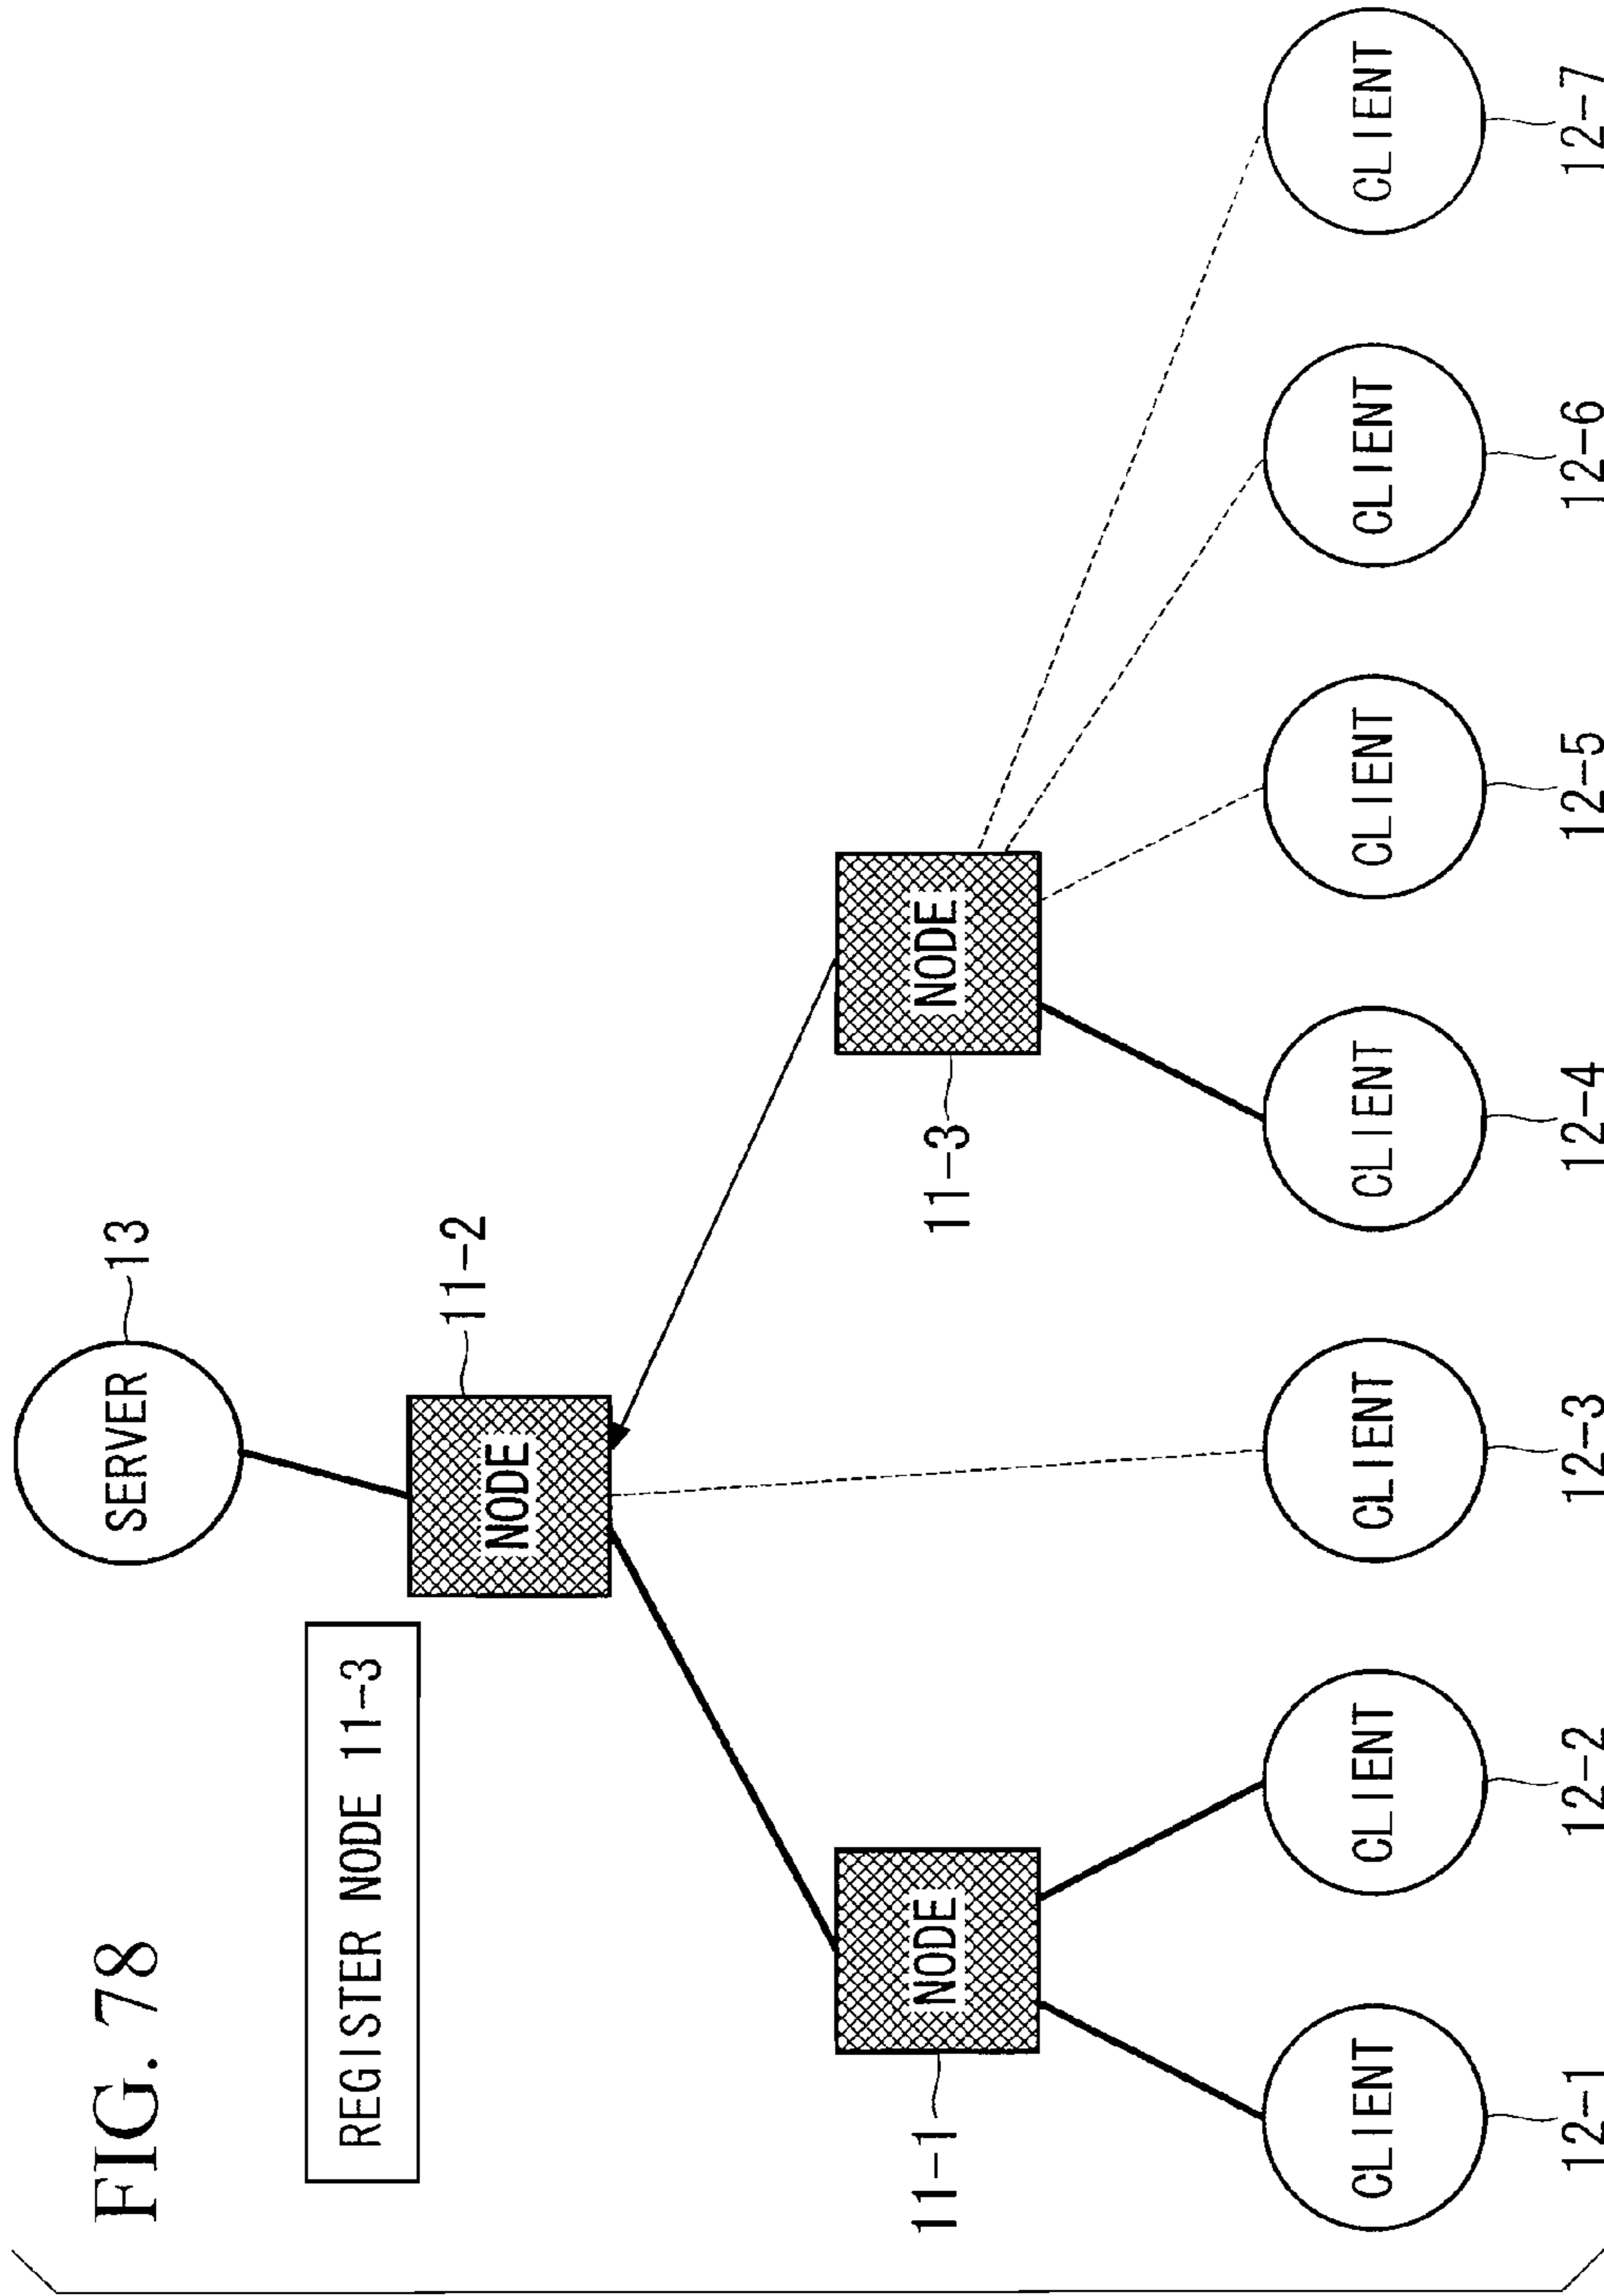 FIG. 78
SERVER
13
REGISTER NODE 11-3
NODE
11-2
NODE
11-1
NODE
11-3
CLIENT
CLIENT
CLIENT
CLIENT
CLIENT
CLIENT
CLIENT
12-1
12-2
12-3
12-4
12-5
12-6
12-7